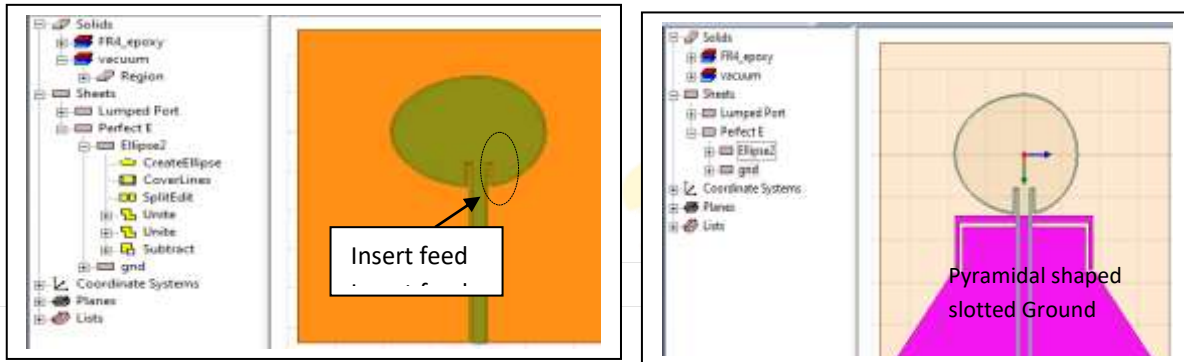 Solids
FR4_epoxy
vacuum
Region
Sheets
Lumped Port
Perfect E
Ellipse2
CreateEllipse
CoverLines
SplitEdit
Unite
Unite
Subtract
gnd
Coordinate Systems
Planes
Lists
Insert feed
Solids
FR4_epoxy
vacuum
Sheets
Lumped Port
Perfect E
Ellipse2
gnd
Coordinate Systems
Planes
Lists
Pyramidal shaped
slotted Ground